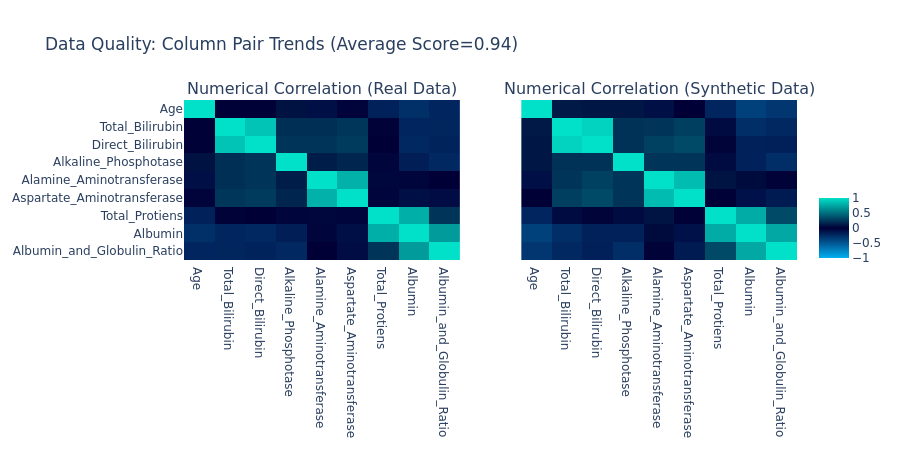 Data Quality: Column Pair Trends (Average Score=0.94)
Numerical Correlation (Real Data)
Numerical Correlation (Synthetic Data)
Age
Total_Bilirubin
Direct_Bilirubin
Alkaline_Phosphotase
Alamine_Aminotransferase
Aspartate_Aminotransferase
Total_Protiens
Albumin
Albumin_and_Globulin_Ratio
Age
Total_Bilirubin
Direct_Bilirubin
Alkaline_Phosphotase
Alamine_Aminotransferase
Aspartate_Aminotransferase
Total_Protiens
Albumin
Albumin_and_Globulin_Ratio
Age
Total_Bilirubin
Direct_Bilirubin
Alkaline_Phosphotase
Alamine_Aminotransferase
Aspartate_Aminotransferase
Total_Protiens
Albumin
Albumin_and_Globulin_Ratio
1
0.5
0
−0.5
−1